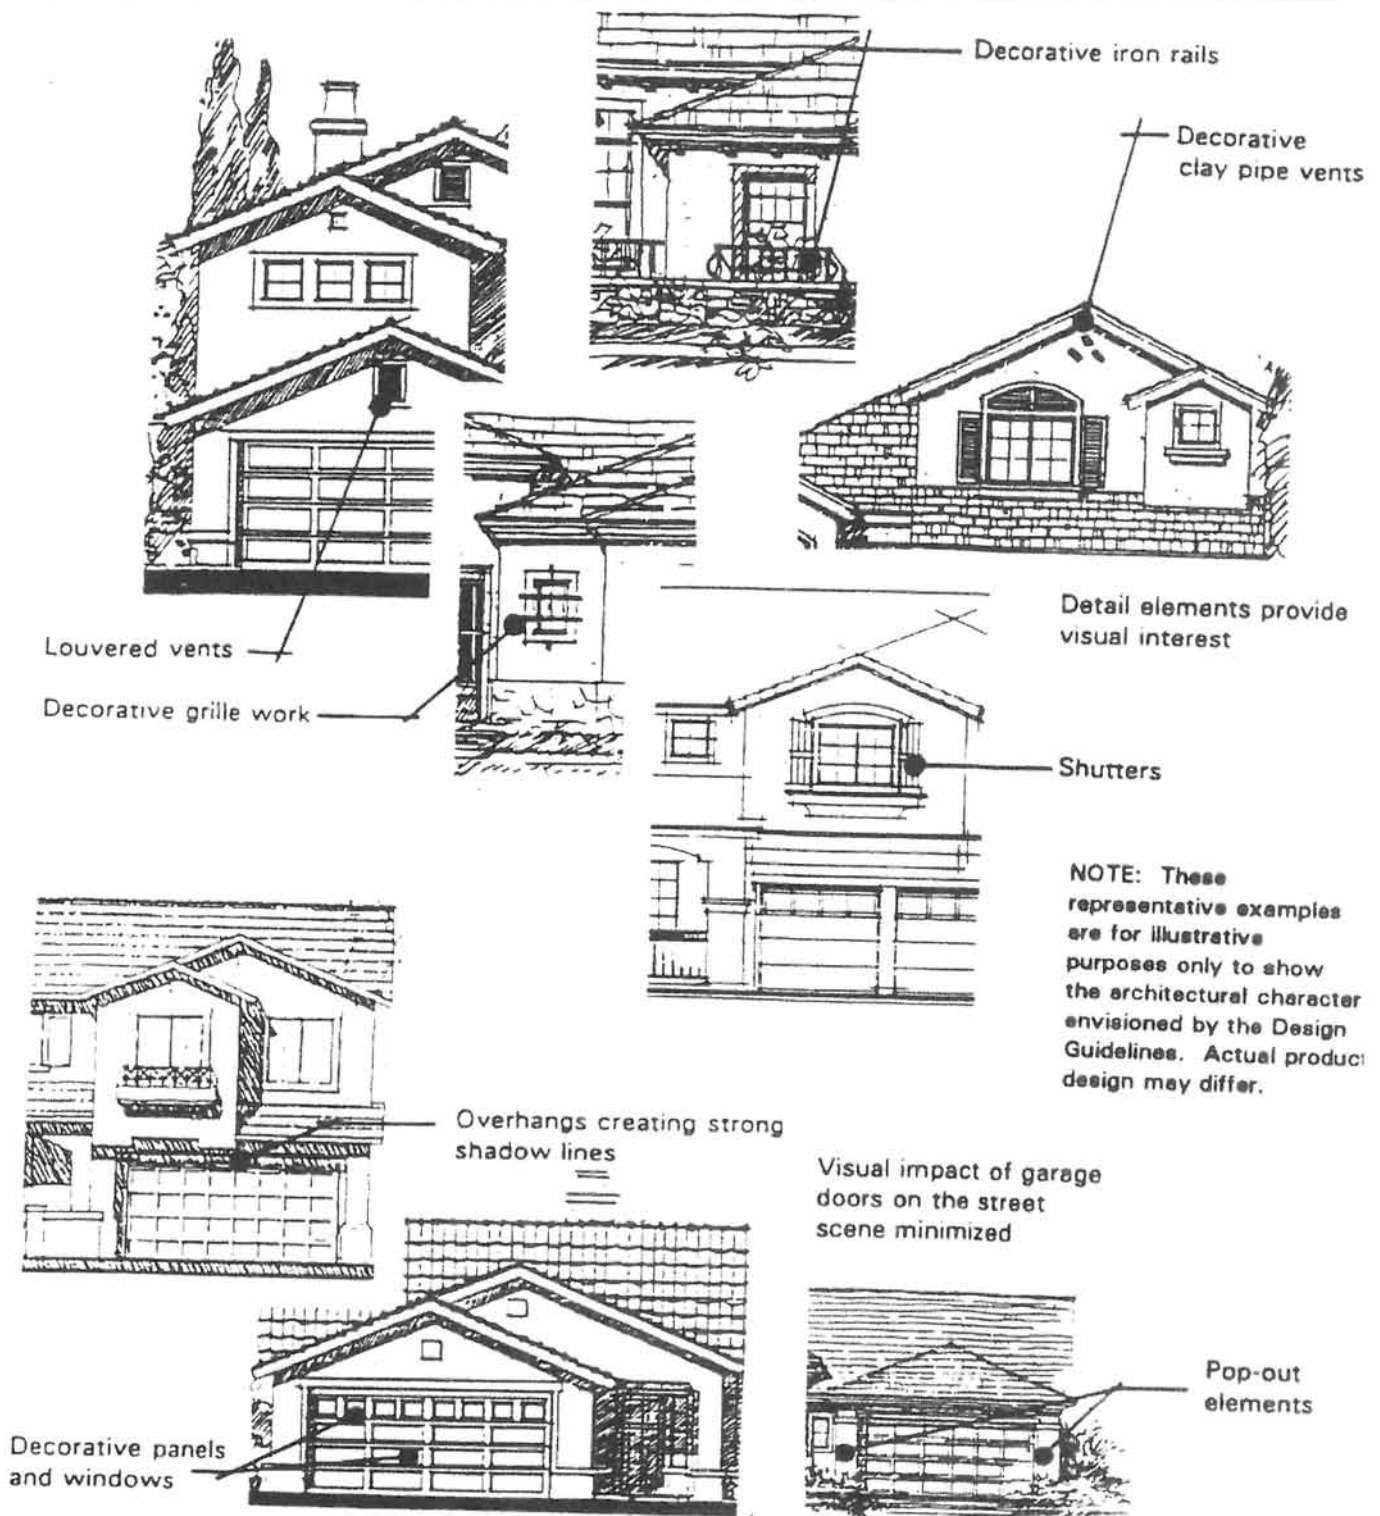 Decorative iron rails
Decorative
clay pipe vents
Louvered vents
Decorative grille work
Detail elements provide
visual interest
Shutters
NOTE: These
representative examples
are for illustrative
purposes only to show
the architectural character
envisioned by the Design
Guidelines. Actual product
design may differ.
Overhangs creating strong
shadow lines
Visual impact of garage
doors on the street
scene minimized
Pop-out
elements
Decorative panels
and windows